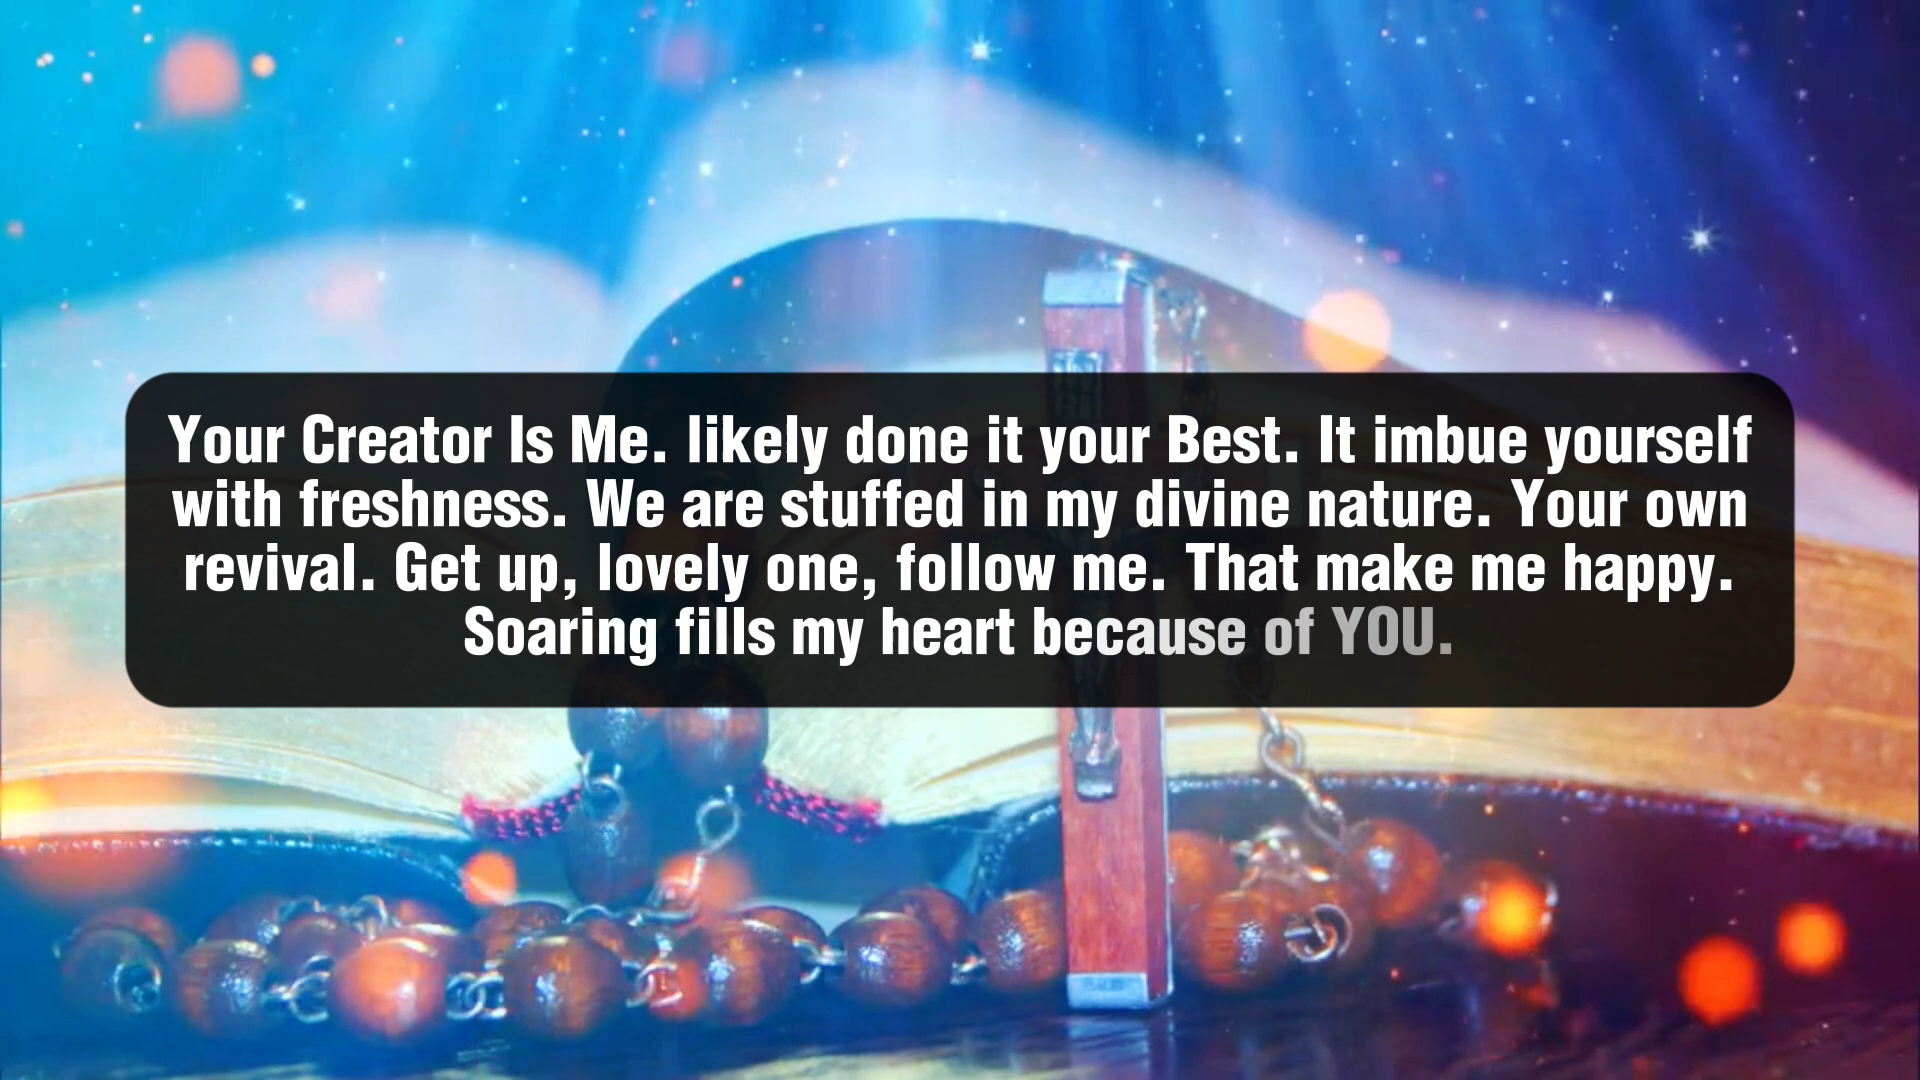 Your Creator Is Me. likely done it your Best. It imbue yourself
with freshness. We are stuffed in my divine nature. Your own
revival. Get up, lovely one, follow me. That make me happy.
Soaring fills my heart because of YOU.